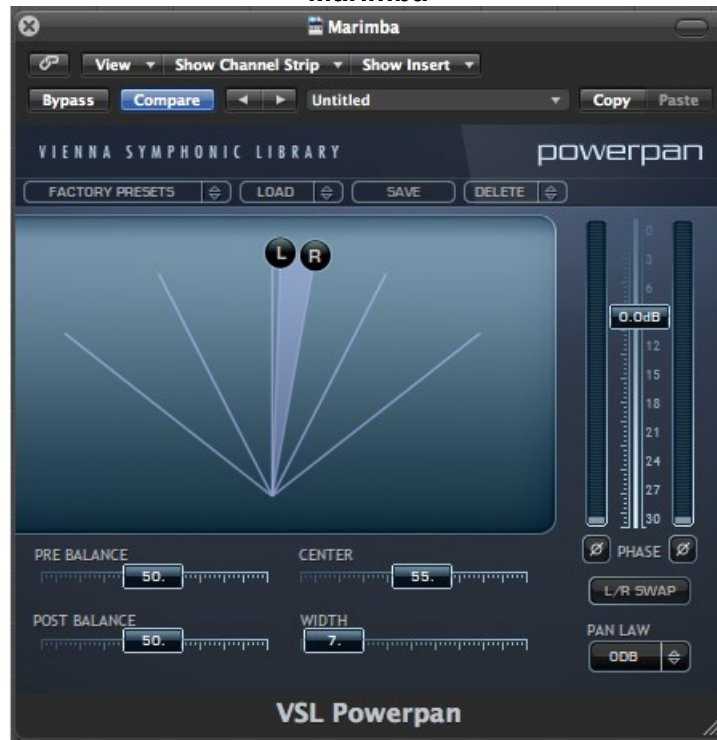 Marimba
View Show Channel Strip Show Insert
Bypass Compare Untitled Copy Paste
VIENNA SYMPHONIC LIBRARY powerpan
FACTORY PRESETS LOAD SAVE DELETE
L R
0
3
6
0.0dB
12
15
18
21
24
27
30
PRE BALANCE CENTER
50. 55.
POST BALANCE WIDTH
50. 7.
Ø PHASE Ø
L/R SWAP
PAN LAW
0DB
VSL Powerpan